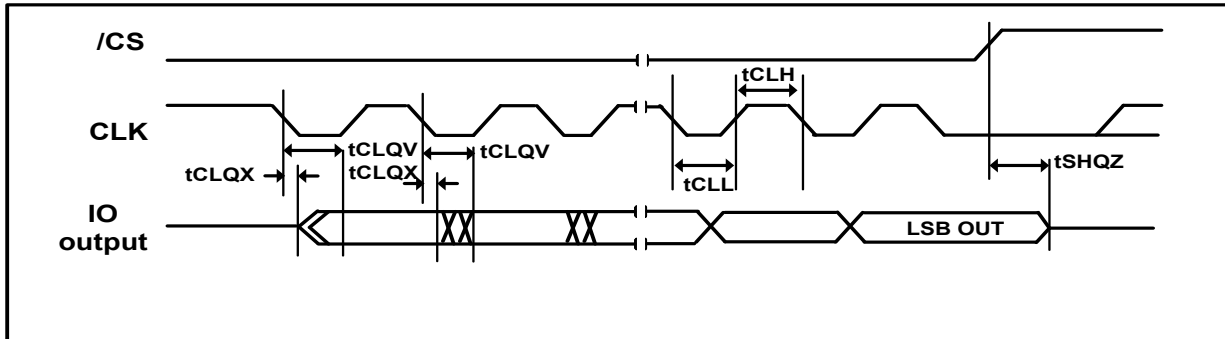 /CS
tCLH
CLK
tCLQV
tCLQV
tCLQX
tCLQX
tCLL
tSHQZ
IO
output
LSB OUT